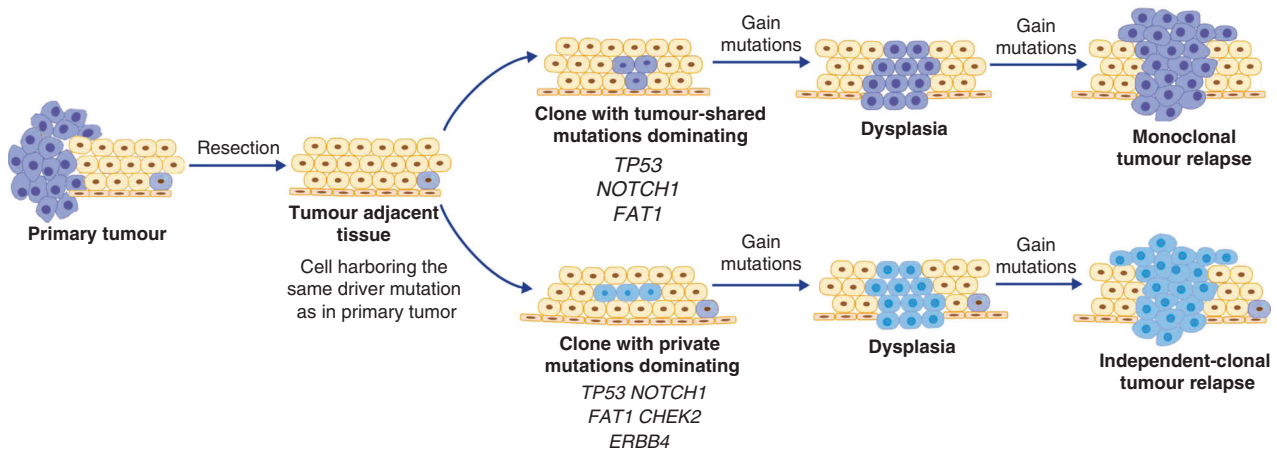 Primary tumour
Resection
Tumour adjacent
tissue
Cell harboring the
same driver mutation
as in primary tumor
Clone with tumour-shared
mutations dominating
TP53
NOTCH1
FAT1
Gain
mutations
Dysplasia
Gain
mutations
Monoclonal
tumour relapse
Clone with private
mutations dominating
TP53 NOTCH1
FAT1 CHEK2
ERBB4
Gain
mutations
Dysplasia
Gain
mutations
Independent-clonal
tumour relapse